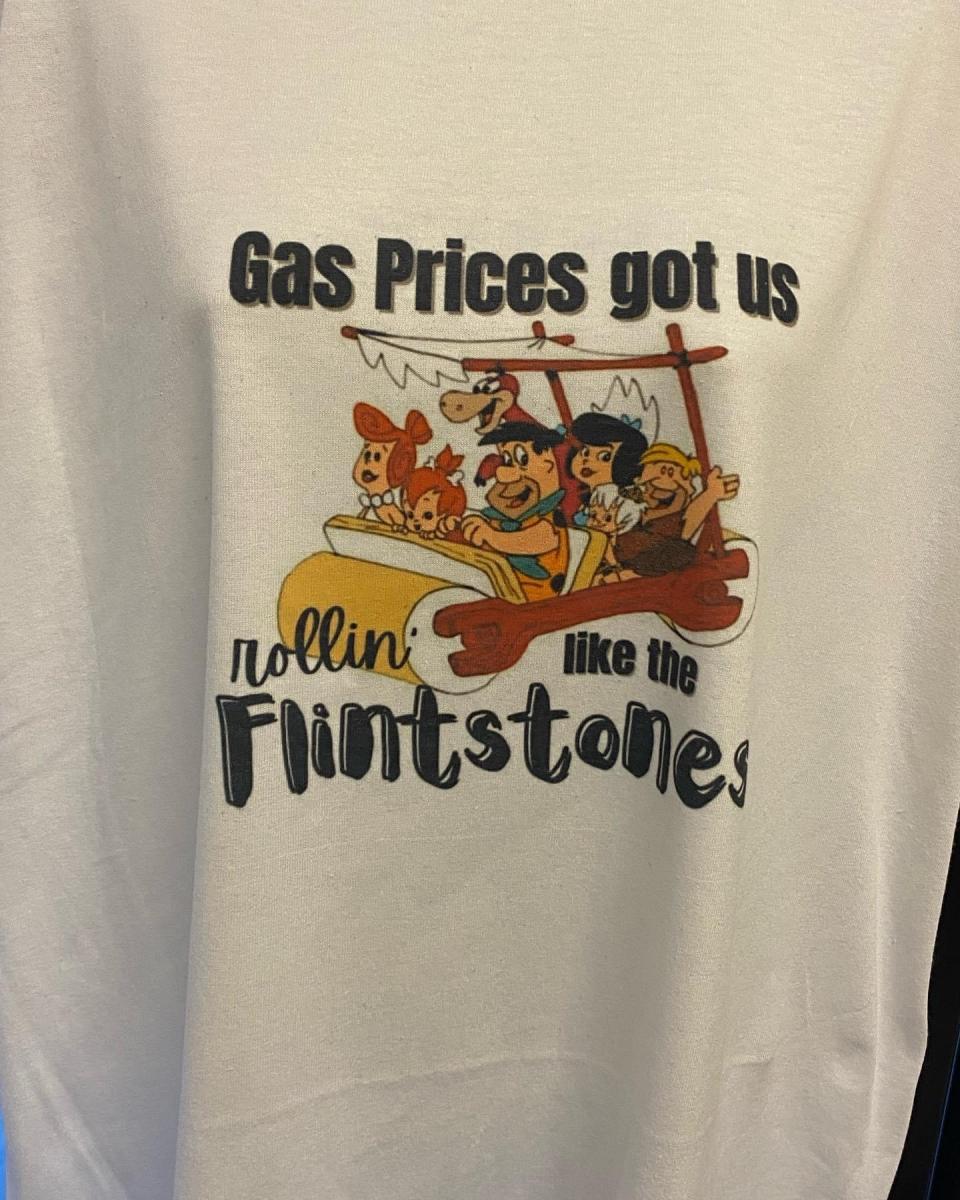 Gas Prices got us
rollin' like the
Flintstones